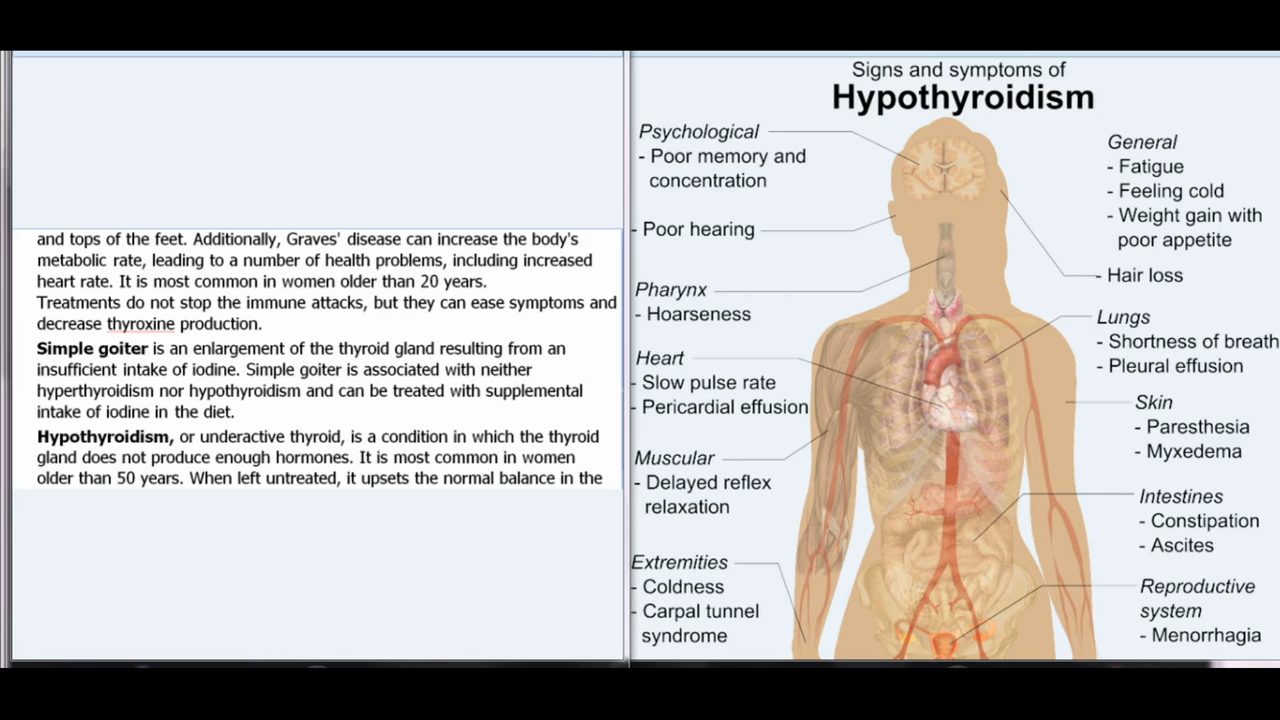 and tops of the feet. Additionally, Graves' disease can increase the body's
metabolic rate, leading to a number of health problems, including increased
heart rate. It is most common in women older than 20 years.
Treatments do not stop the immune attacks, but they can ease symptoms and
decrease thyroxine production.
Simple goiter is an enlargement of the thyroid gland resulting from an
insufficient intake of iodine. Simple goiter is associated with neither
hyperthyroidism nor hypothyroidism and can be treated with supplemental
intake of iodine in the diet.
Hypothyroidism, or underactive thyroid, is a condition in which the thyroid
gland does not produce enough hormones. It is most common in women
older than 50 years. When left untreated, it upsets the normal balance in the
Signs and symptoms of
Hypothyroidism
Psychological
- Poor memory and
concentration
- Poor hearing
Pharynx
- Hoarseness
Heart
- Slow pulse rate
- Pericardial effusion
Muscular
- Delayed reflex
relaxation
Extremities
- Coldness
- Carpal tunnel
syndrome
General
- Fatigue
- Feeling cold
- Weight gain with
poor appetite
- Hair loss
Lungs
- Shortness of breath
- Pleural effusion
Skin
- Paresthesia
- Myxedema
Intestines
- Constipation
- Ascites
Reproductive
system
- Menorrhagia